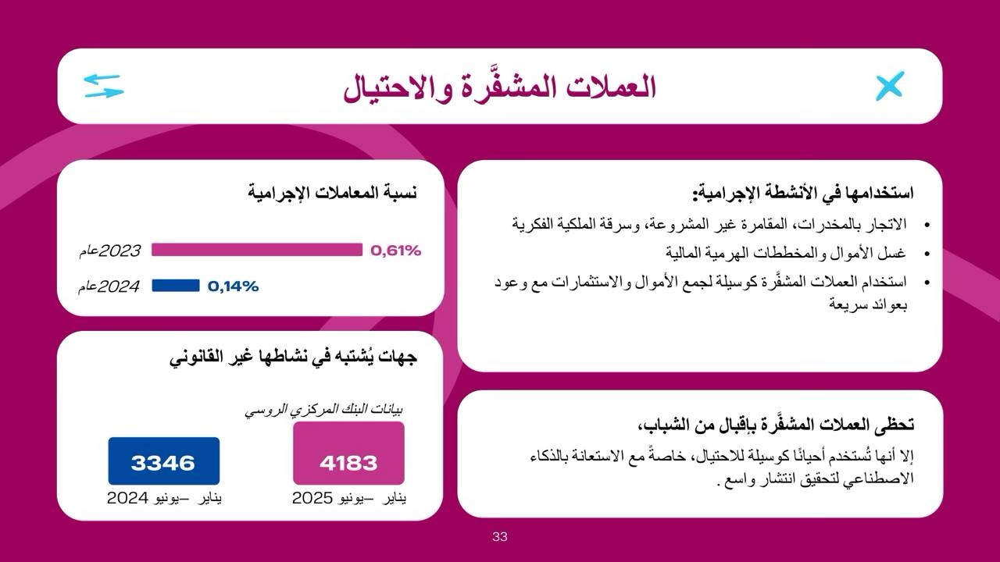 العملات المشفَّرة والاحتيال
استخدامها في الأنشطة الإجرامية:
• الاتجار بالمخدرات، المقامرة غير المشروعة، وسرقة الملكية الفكرية
• غسل الأموال والمخططات الهرمية المالية
• استخدام العملات المشفَّرة كوسيلة لجمع الأموال والاستثمارات مع وعود
بعوائد سريعة
تحظى العملات المشفَّرة بإقبال من الشباب،
إلا أنها تُستخدم أحيانًا كوسيلة للاحتيال، خاصةً مع الاستعانة بالذكاء
الاصطناعي لتحقيق انتشار واسع .
نسبة المعاملات الإجرامية
عام2023 0,61%
عام2024 0,14%
جهات يُشتبه في نشاطها غير القانوني
بيانات البنك المركزي الروسي
4183
يناير –يونيو 2025
3346
يناير –يونيو 2024
33